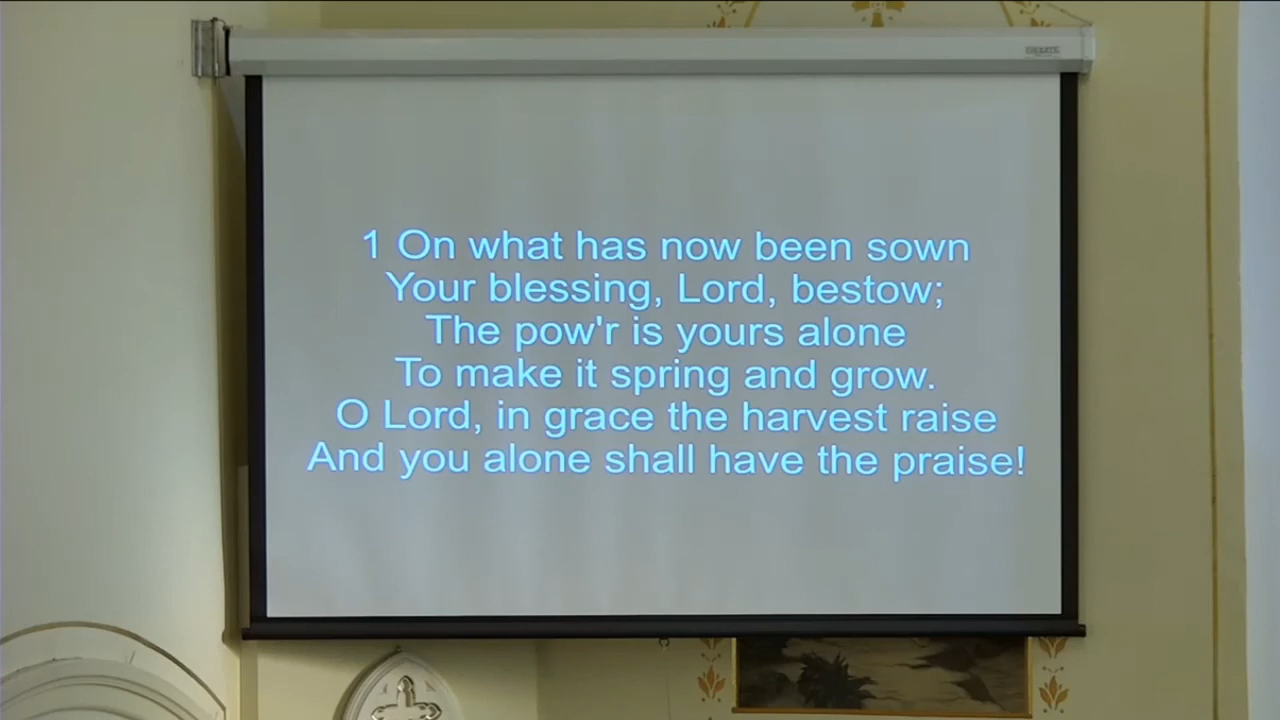 1 On what has now been sown
Your blessing, Lord, bestow;
The pow'r is yours alone
To make it spring and grow.
O Lord, in grace the harvest raise
And you alone shall have the praise!